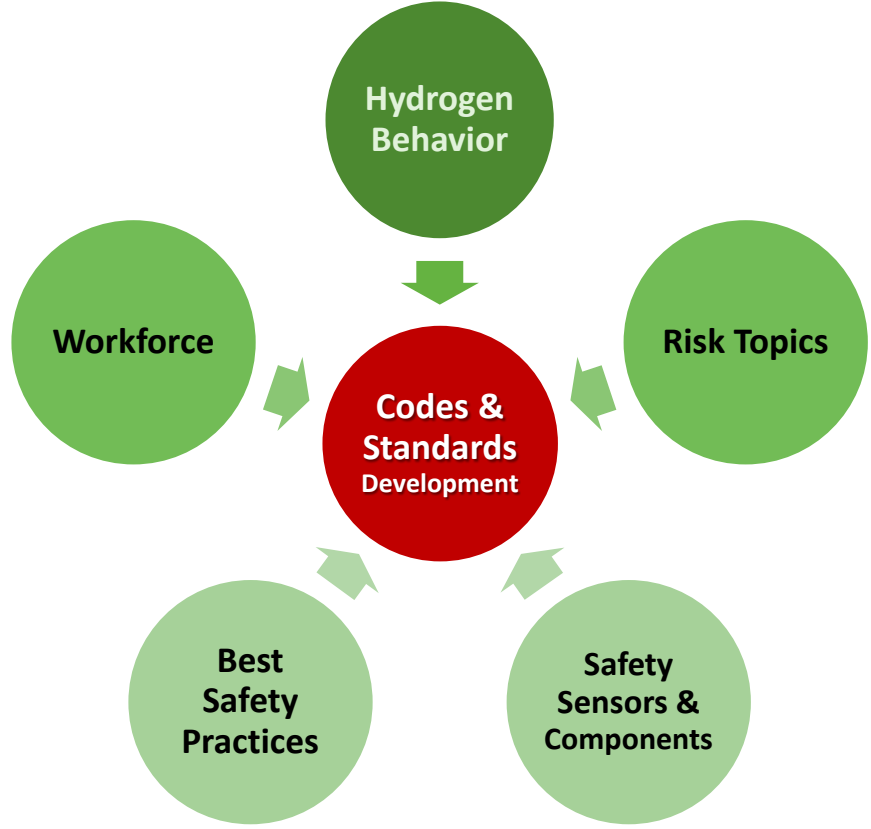 Hydrogen
Behavior
Workforce
Risk Topics
Codes &
Standards
Development
Best
Safety
Practices
Safety
Sensors &
Components